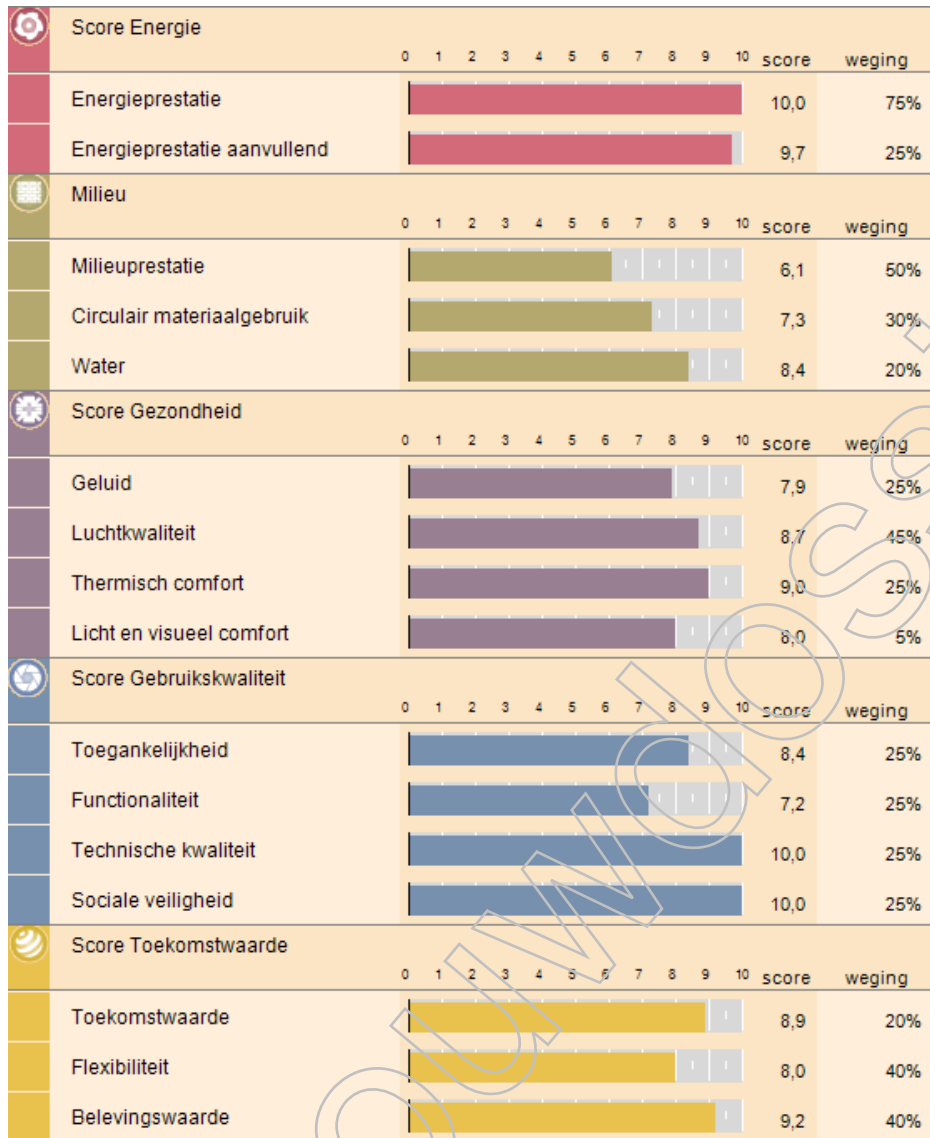 Score Energie
0 1 2 3 4 5 6 7 8 9 10 score weging
Energieprestatie 10,0 75%
Energieprestatie aanvullend 9,7 25%
Milieu
0 1 2 3 4 5 6 7 8 9 10 score weging
Milieuprestatie 6,1 50%
Circulair materiaalgebruik 7,3 30%
Water 8,4 20%
Score Gezondheid
0 1 2 3 4 5 6 7 8 9 10 score weging
Geluid 7,9 25%
Luchtkwaliteit 8,7 45%
Thermisch comfort 9,0 25%
Licht en visueel comfort 8,0 5%
Score Gebruikskwaliteit
0 1 2 3 4 5 6 7 8 9 10 score weging
Toegankelijkheid 8,4 25%
Functionaliteit 7,2 25%
Technische kwaliteit 10,0 25%
Sociale veiligheid 10,0 25%
Score Toekomstwaarde
0 1 2 3 4 5 6 7 8 9 10 score weging
Toekomstwaarde 8,9 20%
Flexibiliteit 8,0 40%
Belevingswaarde 9,2 40%